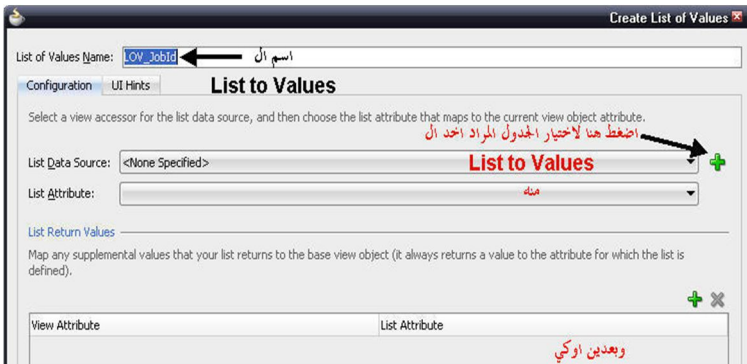 Create List of Values
List of Values Name: LOV_JobId اسم ال
Configuration UI Hints List to Values
Select a view accessor for the list data source, and then choose the list attribute that maps to the current view object attribute.
اضغط هنا لاختيار الجدول المراد اخد ال
List Data Source: <None Specified> List to Values
List Attribute: منه
List Return Values
Map any supplemental values that your list returns to the base view object (it always returns a value to the attribute for which the list is
defined).
View Attribute List Attribute
وبعدين اوكي